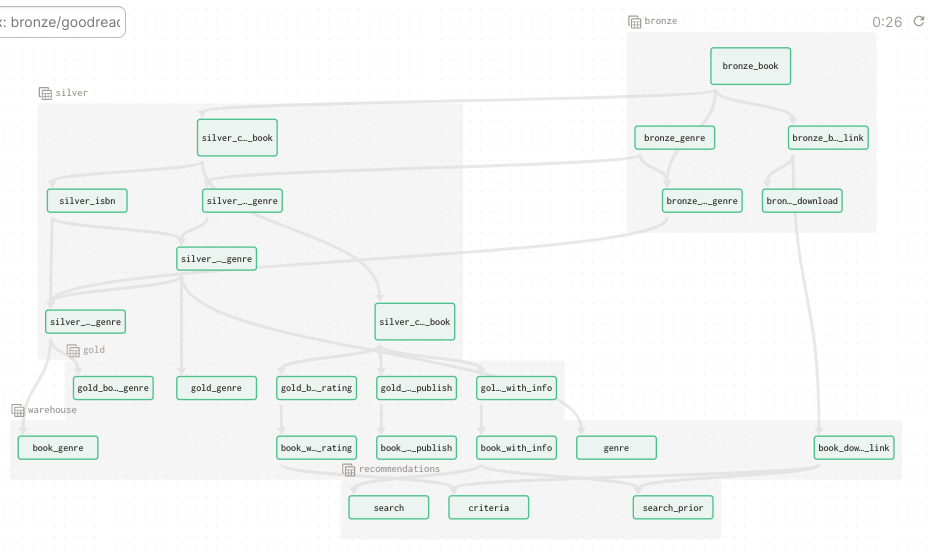 x: bronze/goodreac
bronze
0:26
bronze_book
silver
silver_c…_book
bronze_genre
bronze_b…_link
silver_isbn
silver_…_genre
bronze_…_genre
bron…_download
silver_…_genre
silver_…_genre
silver_c…_book
gold
gold_bo…_genre
gold_genre
gold_b…_rating
gold_…_publish
gol…_with_info
warehouse
book_genre
book_w…_rating
book_…_publish
book_with_info
genre
book_dow…_link
recommendations
search
criteria
search_prior